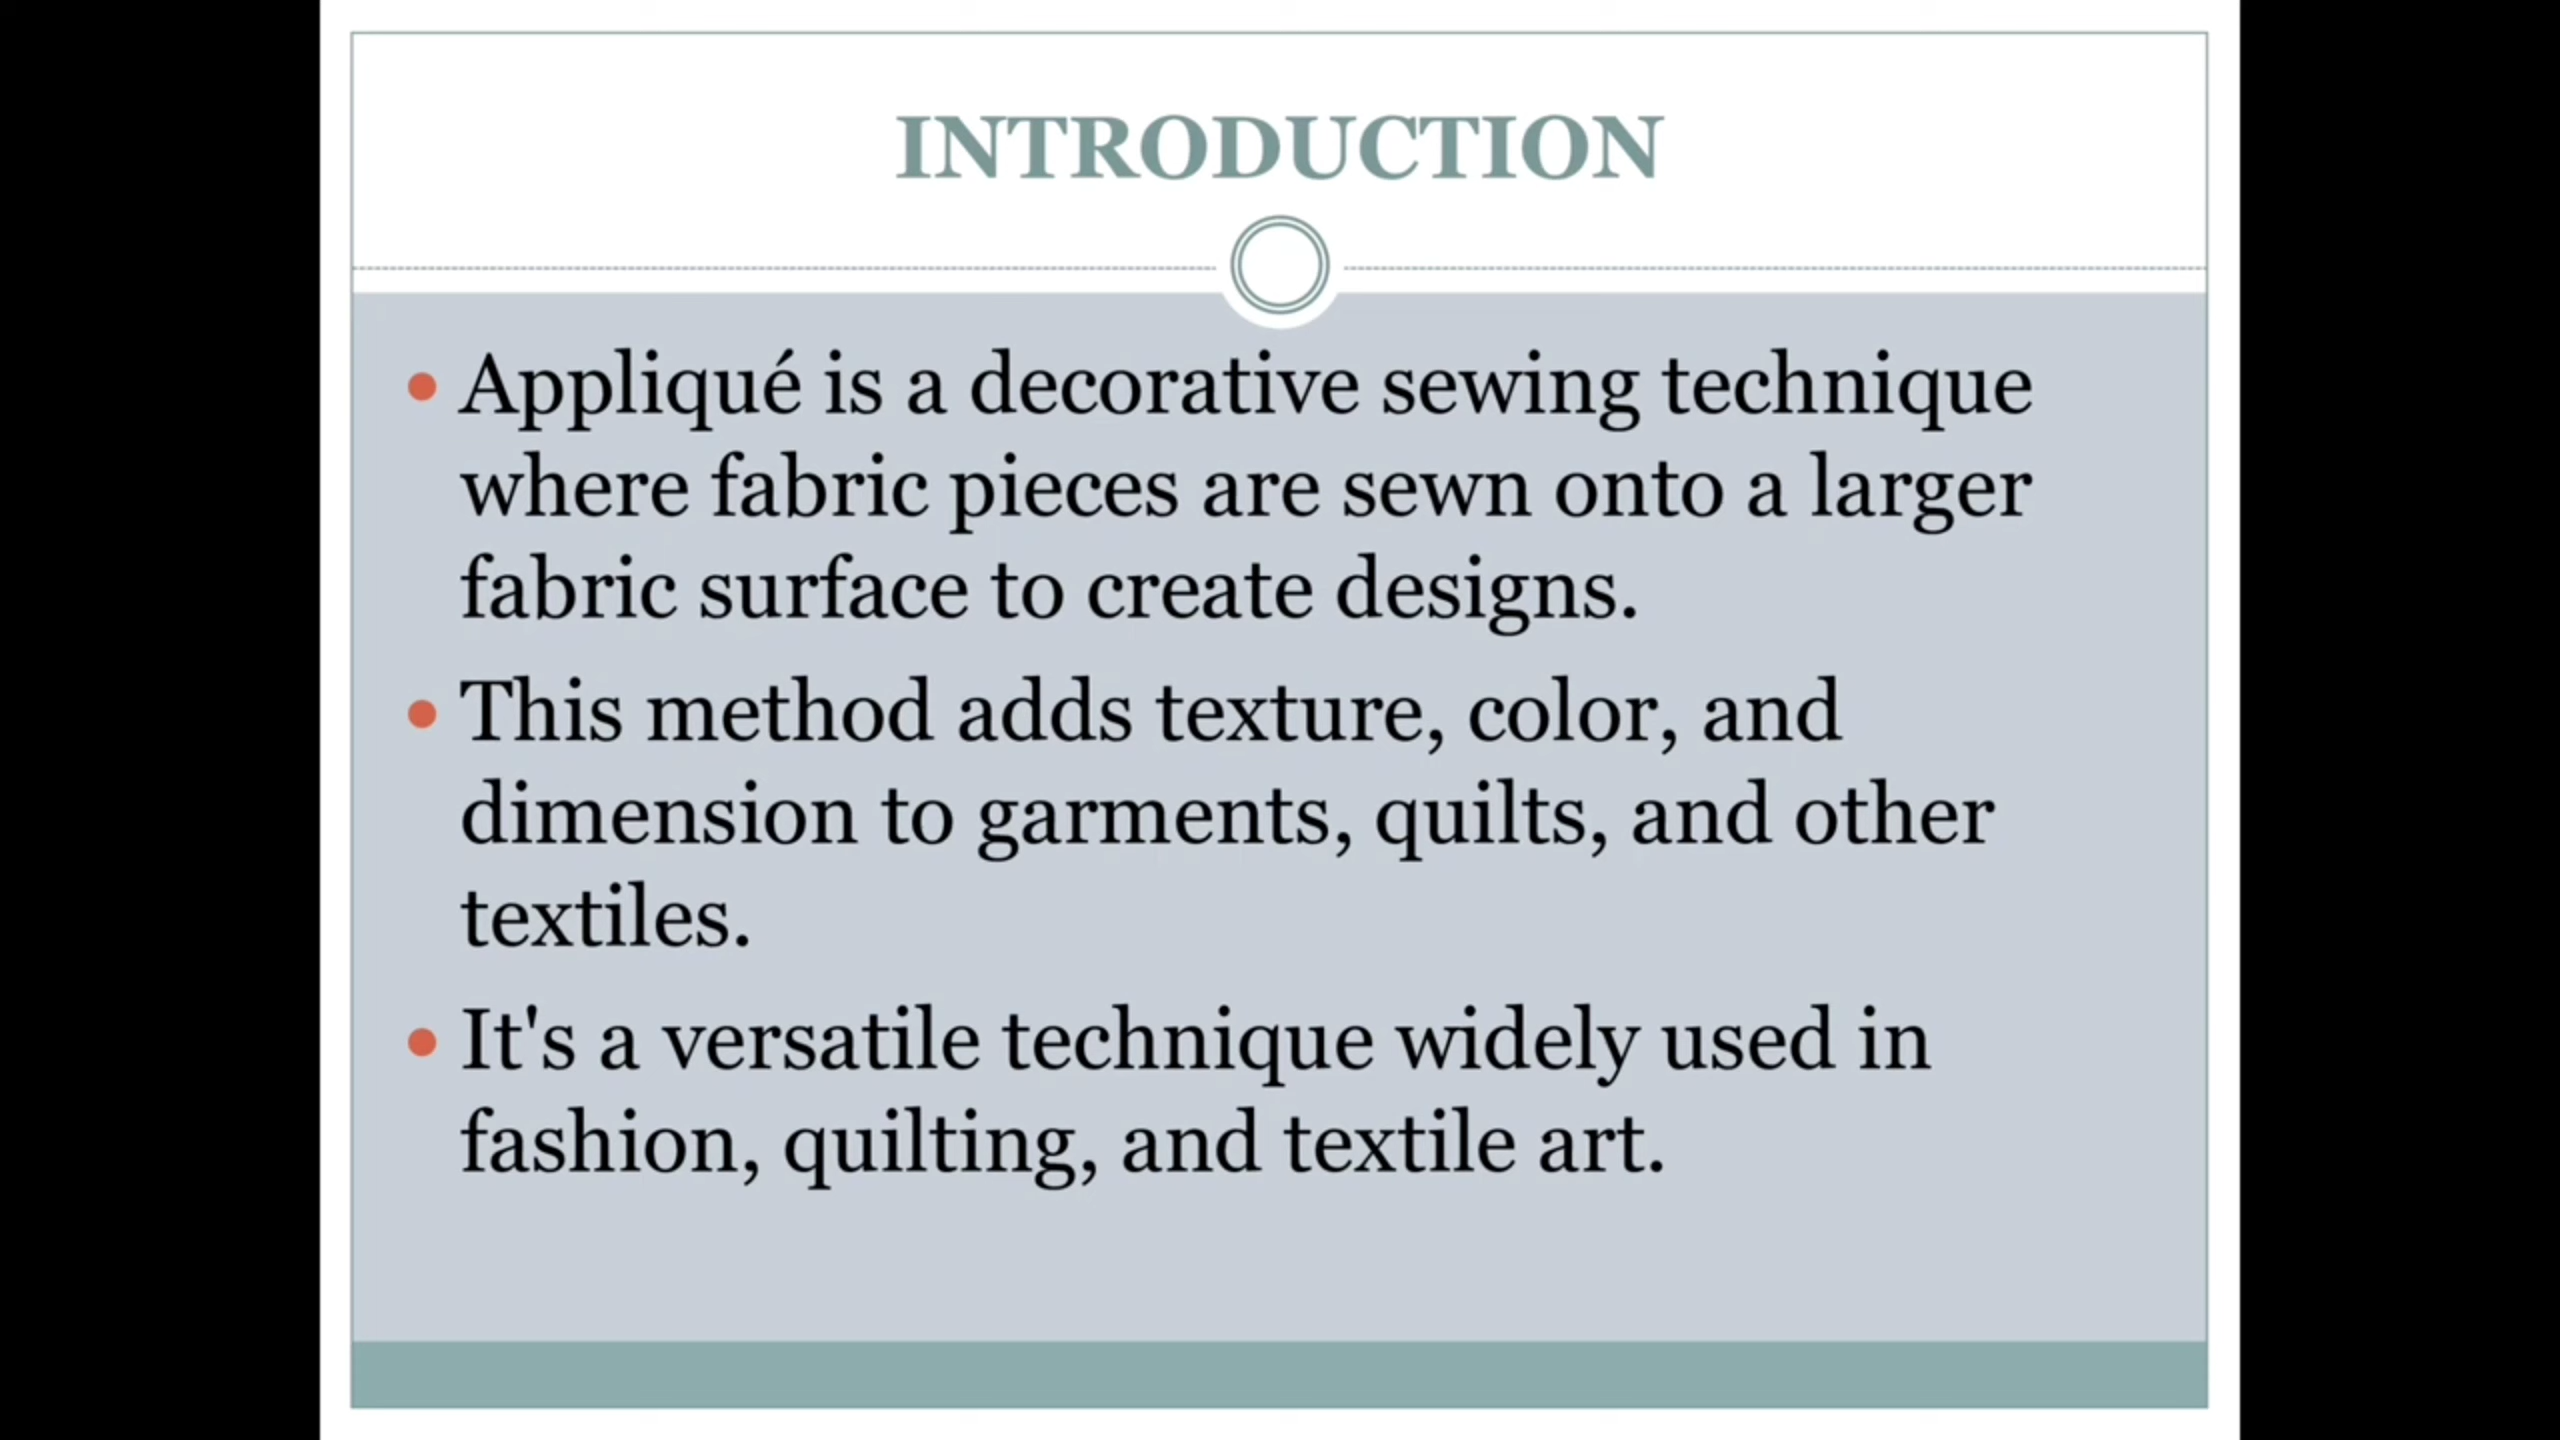 INTRODUCTION
• Appliqué is a decorative sewing technique
where fabric pieces are sewn onto a larger
fabric surface to create designs.
• This method adds texture, color, and
dimension to garments, quilts, and other
textiles.
• It's a versatile technique widely used in
fashion, quilting, and textile art.